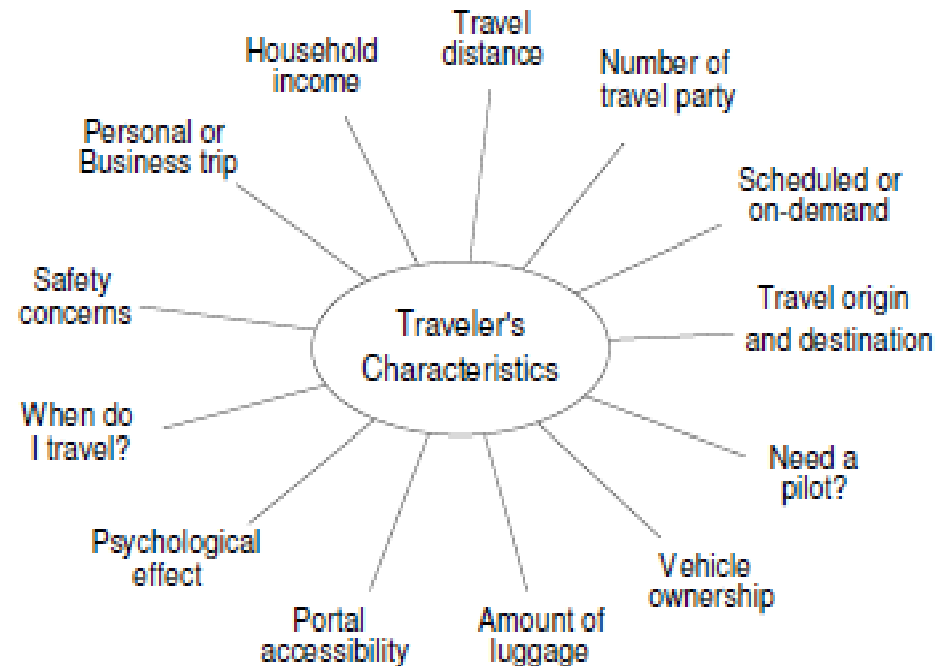 Travel
distance
Household
income
Number of
travel party
Personal or
Business trip
Scheduled or
on-demand
Safety
concerns
Travel origin
and destination
Traveler's
Characteristics
When do
I travel?
Need a
pilot?
Psychological
effect
Vehicle
ownership
Portal
accessibility
Amount of
luggage